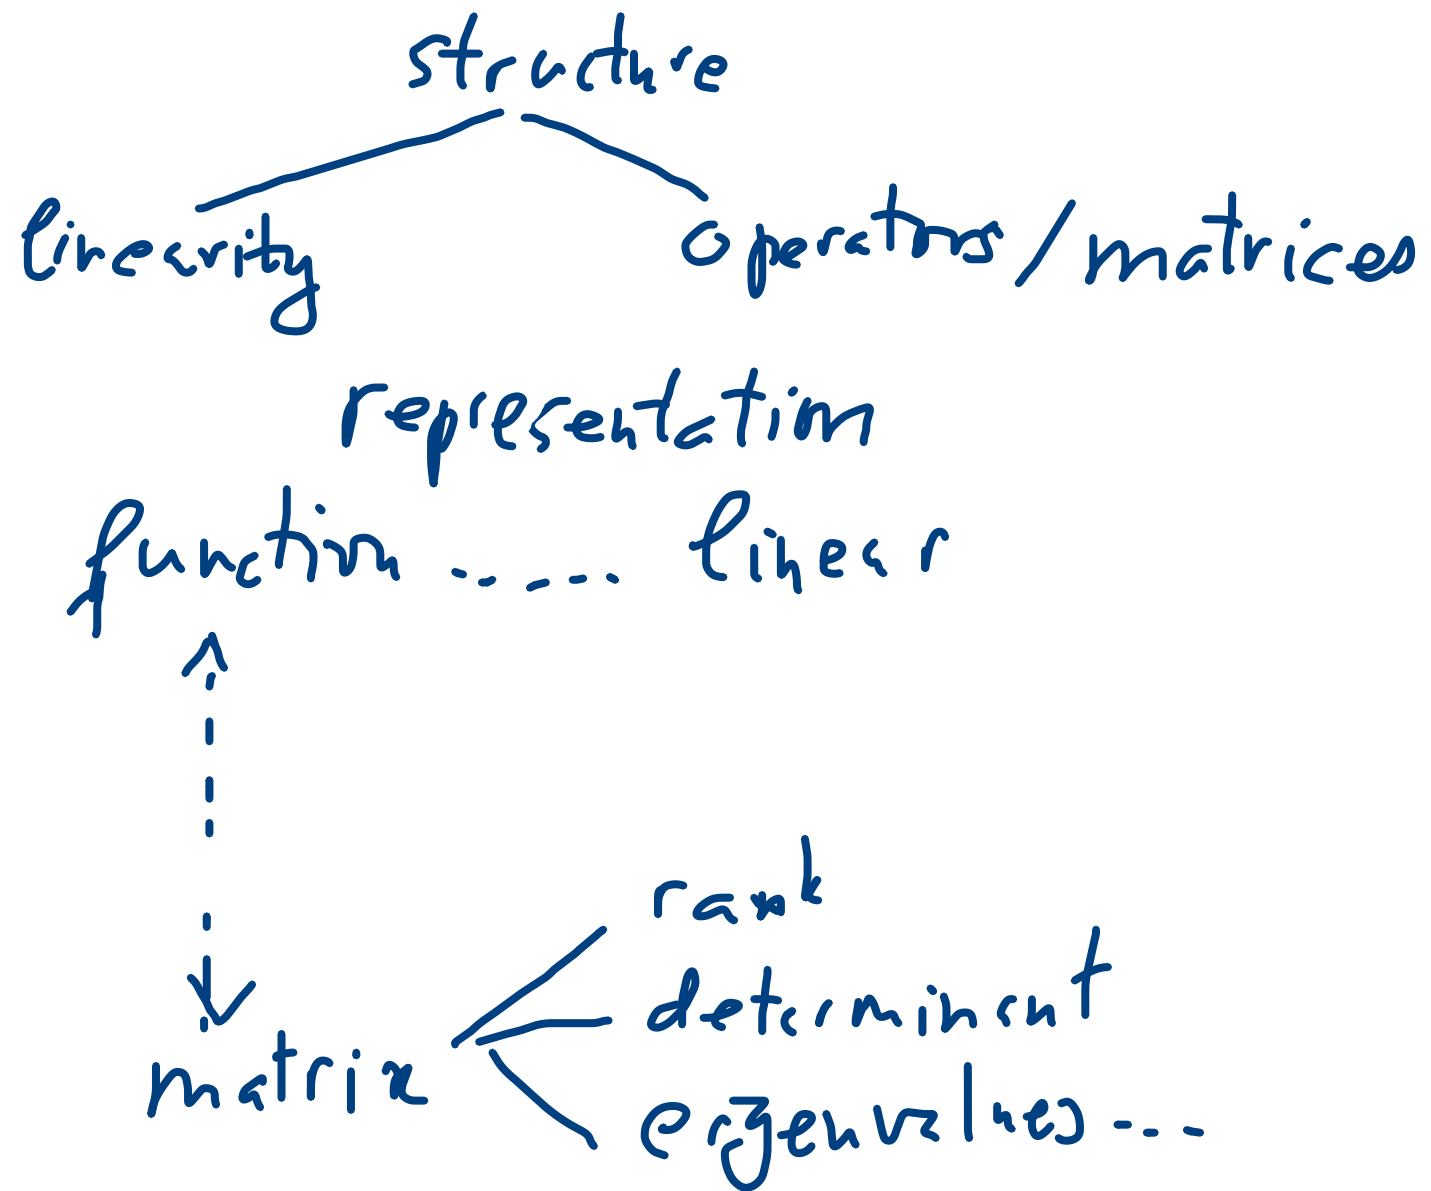 structure
linearity operators/matrices
representation
function ...... linear
rank
determinant
matrix
eigenvalues...